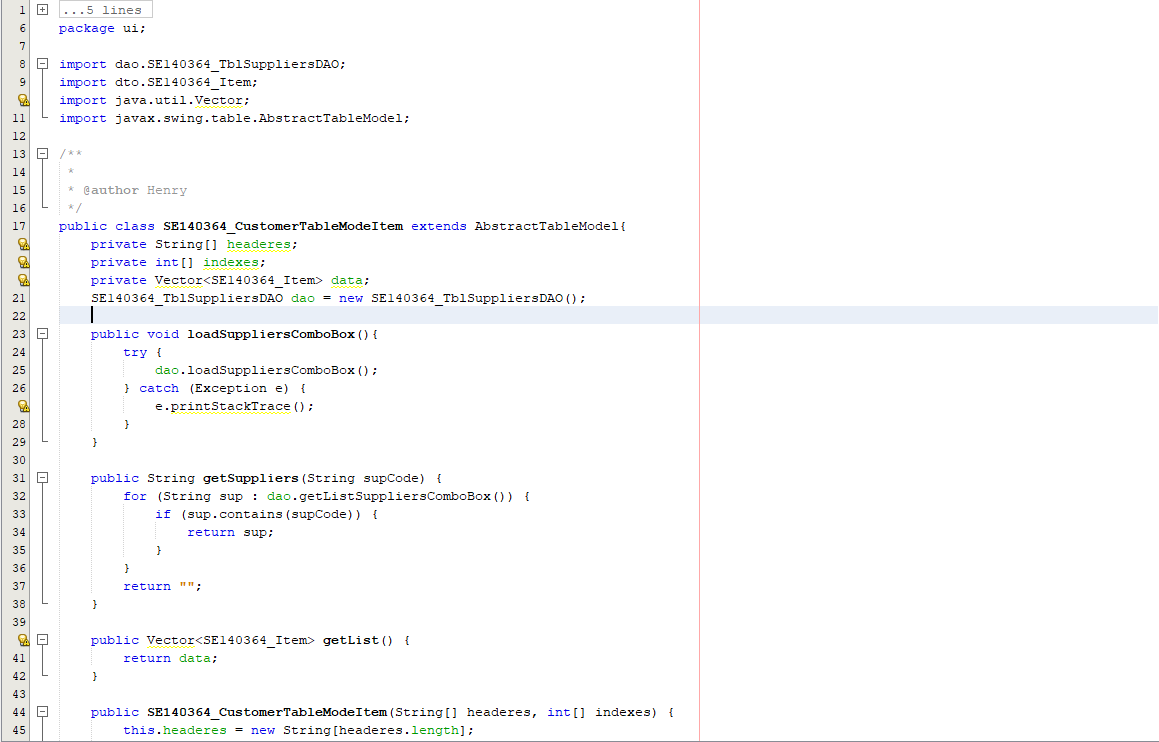 1 ...5 lines
6 package ui;
7
8 import dao.SE140364_TblSuppliersDAO;
9 import dto.SE140364_Item;
import java.util.Vector;
11 import javax.swing.table.AbstractTableModel;
12
13 /**
14 *
15 * @author Henry
16 */
17 public class SE140364_CustomerTableModeItem extends AbstractTableModel{
private String[] headeres;
private int[] indexes;
private Vector<SE140364_Item> data;
21 SE140364_TblSuppliersDAO dao = new SE140364_TblSuppliersDAO();
22
23 public void loadSuppliersComboBox(){
24 try {
25 dao.loadSuppliersComboBox();
26 } catch (Exception e) {
e.printStackTrace();
28 }
29 }
30
31 public String getSuppliers(String supCode) {
32 for (String sup : dao.getListSuppliersComboBox()) {
33 if (sup.contains(supCode)) {
34 return sup;
35 }
36 }
37 return "";
38 }
39
public Vector<SE140364_Item> getList() {
41 return data;
42 }
43
44 public SE140364_CustomerTableModeItem(String[] headeres, int[] indexes) {
45 this.headeres = new String[headeres.length];